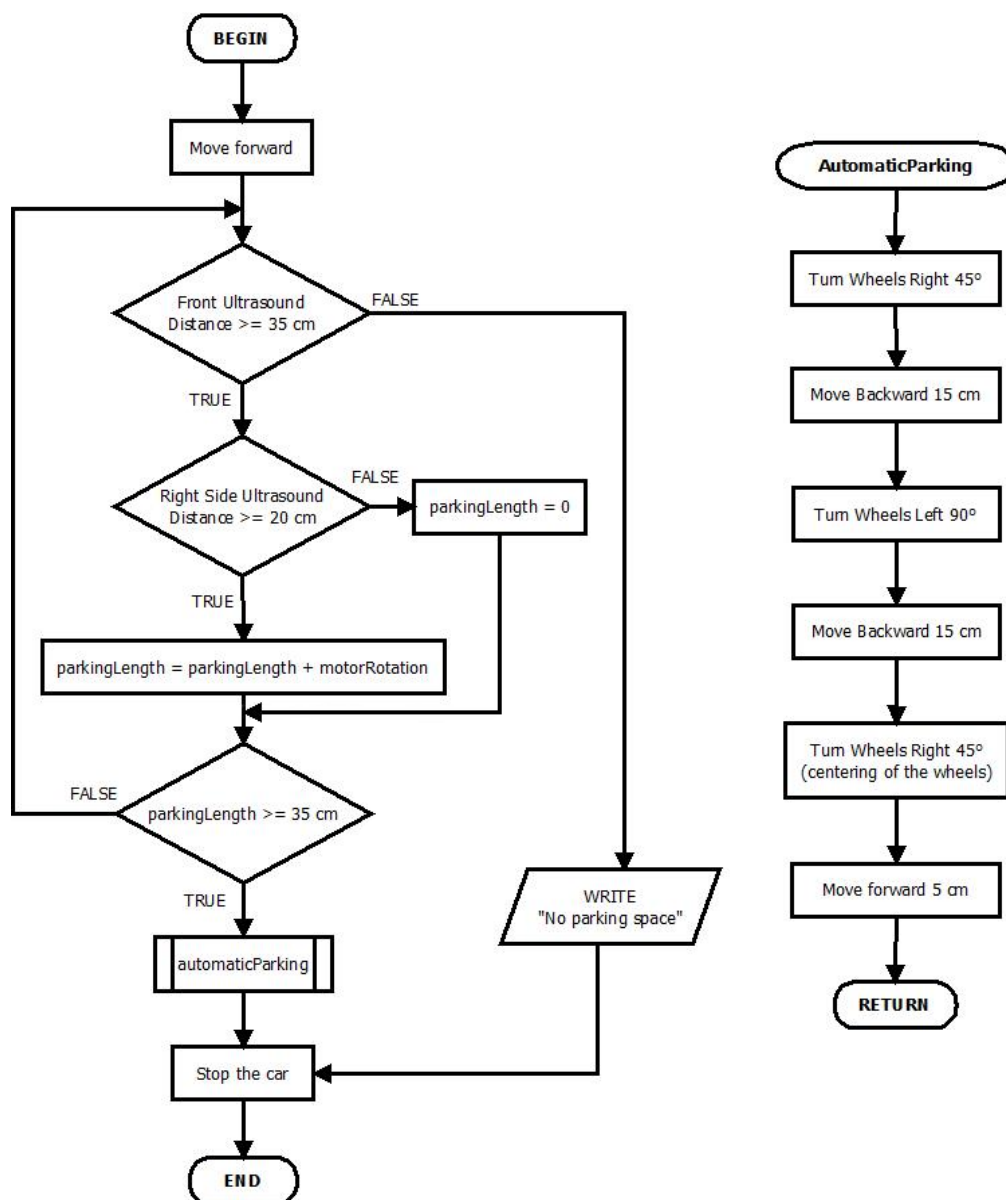 BEGIN
Move forward
Front Ultrasound
Distance >= 35 cm
FALSE
TRUE
Right Side Ultrasound
Distance >= 20 cm
FALSE
parkingLength = 0
TRUE
parkingLength = parkingLength + motorRotation
FALSE
parkingLength >= 35 cm
TRUE
WRITE
"No parking space"
automaticParking
Stop the car
END
AutomaticParking
Turn Wheels Right 45º
Move Backward 15 cm
Turn Wheels Left 90º
Move Backward 15 cm
Turn Wheels Right 45º
(centering of the wheels)
Move forward 5 cm
RETURN